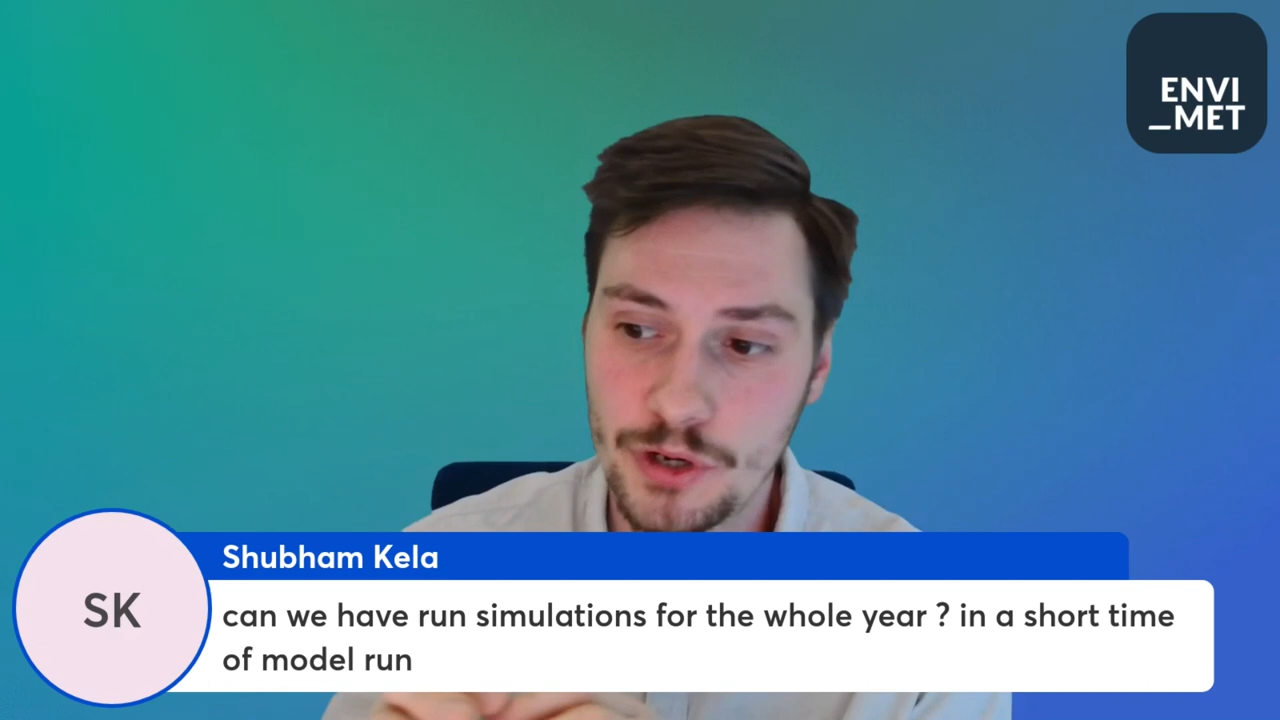 ENVI
_MET
Shubham Kela
SK
can we have run simulations for the whole year ? in a short time
of model run